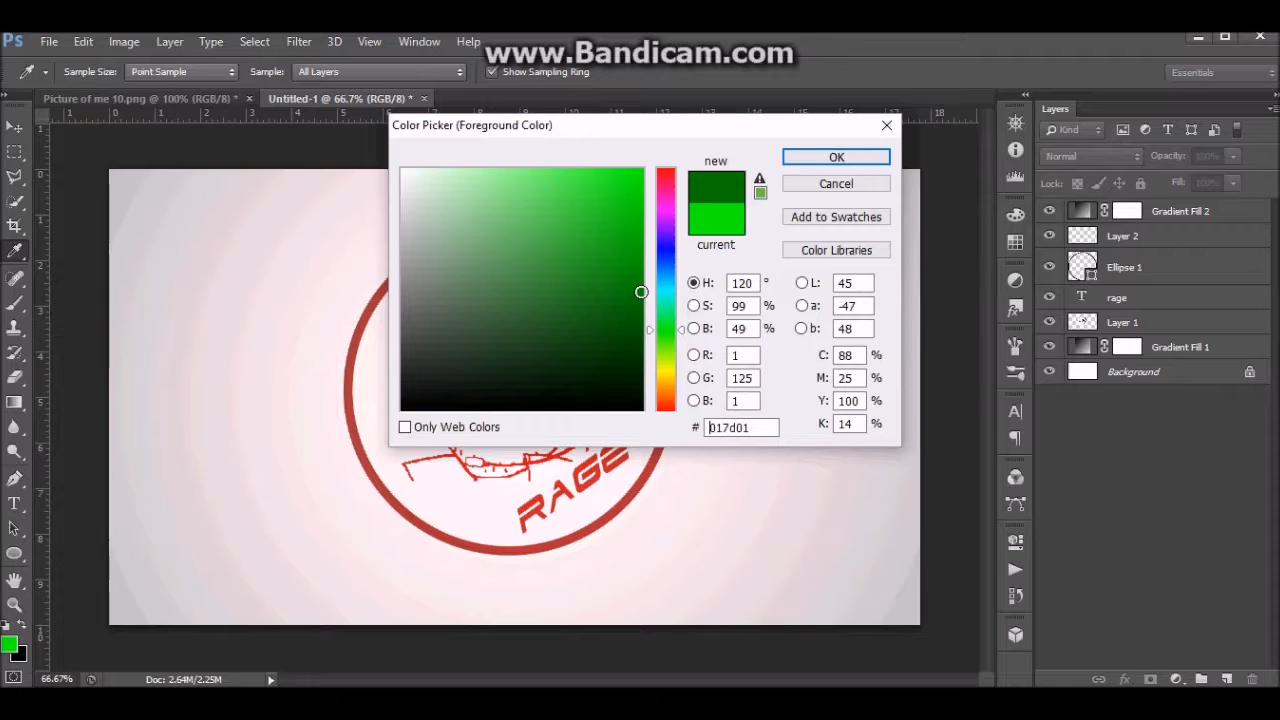 Ps File Edit Image Layer Type Select Filter 3D View Window Help
www.Bandicam.com
Sample Size: Point Sample Sample: All Layers Show Sampling Ring Essentials
Picture of me 10.png @ 100% (RGB/8) * × Untitled-1 @ 66.7% (RGB/8) * ×
Color Picker (Foreground Color)
new
current
OK
Cancel
Add to Swatches
Color Libraries
H: 120 ° L: 45
S: 99 % a: -47
B: 49 % b: 48
R: 1 C: 88 %
G: 125 M: 25 %
B: 1 Y: 100 %
# 017d01 K: 14 %
Only Web Colors
RAGE
Layers
Kind
Normal Opacity: 100%
Lock: Fill: 100%
Gradient Fill 2
Layer 2
Ellipse 1
T rage
Layer 1
Gradient Fill 1
Background
66.67% Doc: 2.64M/2.25M